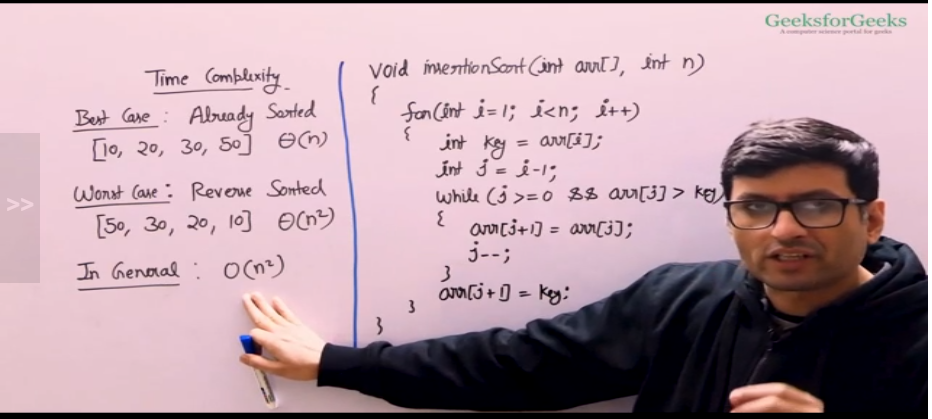 GeeksforGeeks
A computer science portal for geeks
Time Complexity
Best Case : Already Sorted
[10, 20, 30, 50] Θ(n)
Worst Case : Reverse Sorted
[50, 30, 20, 10] Θ(n²)
In General : O(n²)
void insertionSort(int arr[], int n)
{
for(int i=1; i<n; i++)
{
int key = arr[i];
int j = i-1;
while (j >=0 && arr[j] > key)
{
arr[j+1] = arr[j];
j--;
}
arr[j+1] = key;
}
}
>>